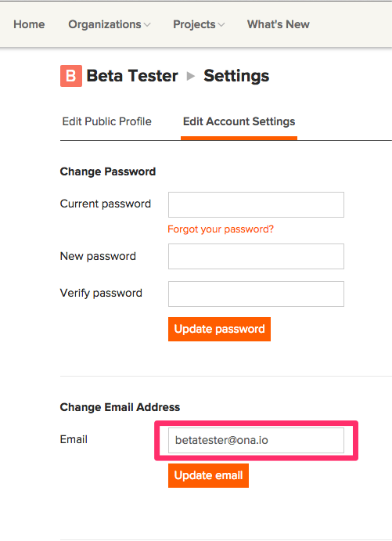 Home Organizations Projects What's New
B Beta Tester Settings
Edit Public Profile Edit Account Settings
Change Password
Current password
Forgot your password?
New password
Verify password
Update password
Change Email Address
Email betatester@ona.io
Update email